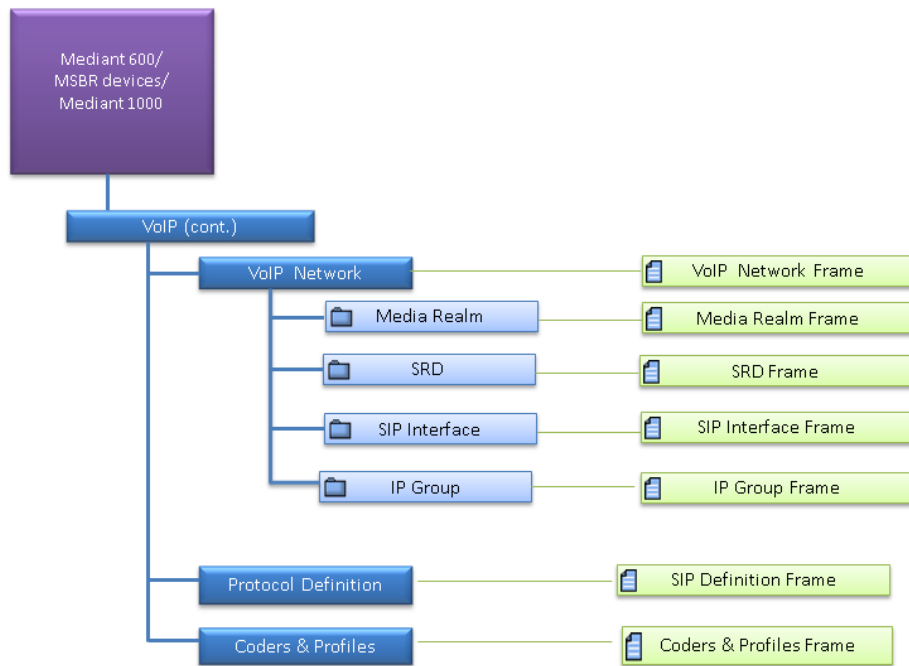 Mediant 600/
MSBR devices/
Mediant 1000
VoIP (cont.)
VoIP Network
VoIP Network Frame
Media Realm
Media Realm Frame
SRD
SRD Frame
SIP Interface
SIP Interface Frame
IP Group
IP Group Frame
Protocol Definition
SIP Definition Frame
Coders & Profiles
Coders & Profiles Frame